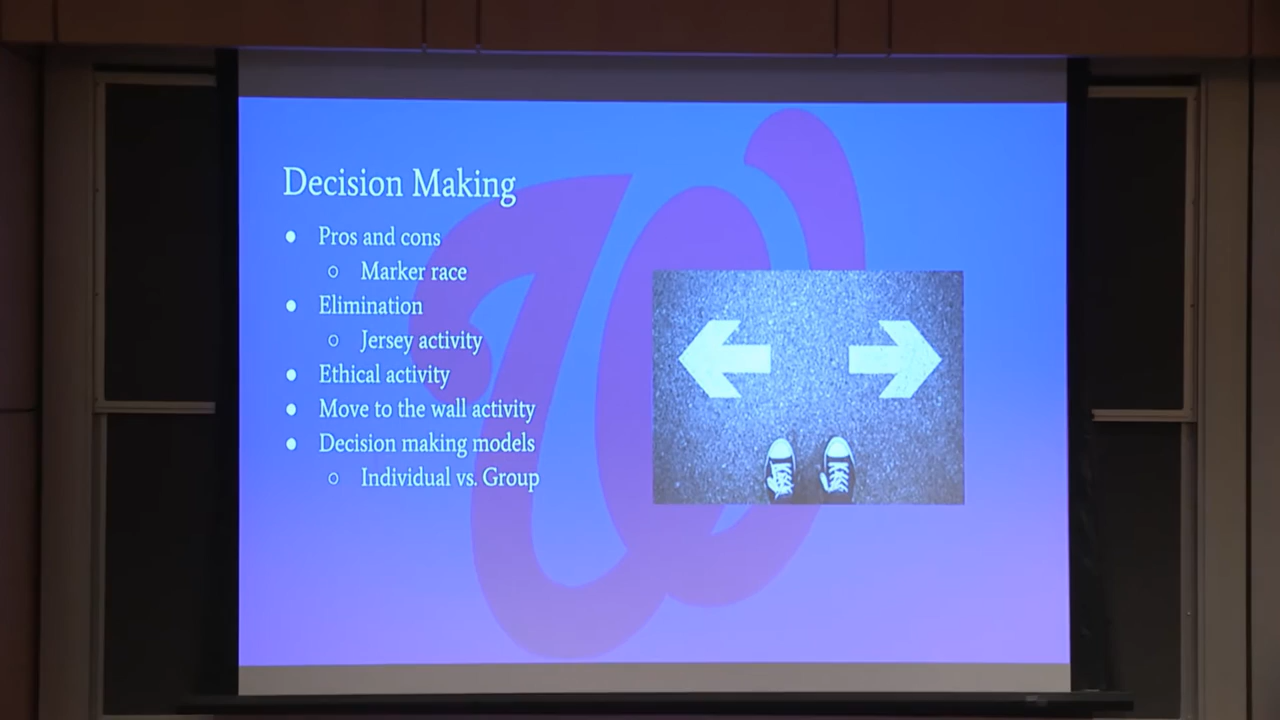 Decision Making
● Pros and cons
○ Marker race
● Elimination
○ Jersey activity
● Ethical activity
● Move to the wall activity
● Decision making models
○ Individual vs. Group